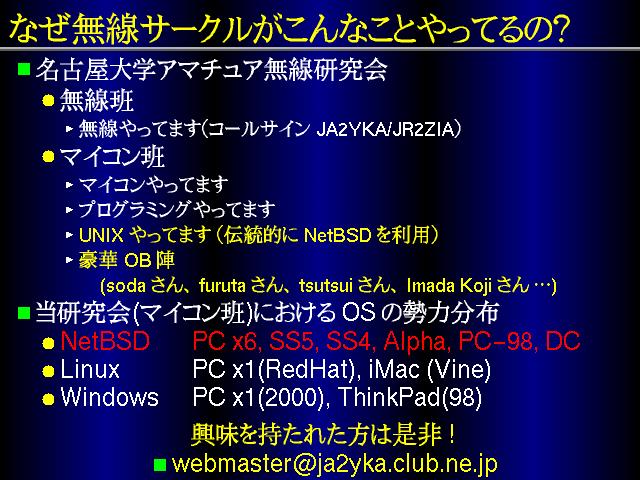 なぜ無線サークルがこんなことやってるの?
名古屋大学アマチュア無線研究会
無線班
無線やってます(コールサイン JA2YKA/JR2ZIA)
マイコン班
マイコンやってます
プログラミングやってます
UNIX やってます (伝統的に NetBSD を利用)
豪華 OB 陣
(soda さん、furuta さん、tsutsui さん、Imada Koji さん …)
当研究会(マイコン班)における OS の勢力分布
NetBSD PC x6, SS5, SS4, Alpha, PC-98, DC
Linux PC x1(RedHat), iMac (Vine)
Windows PC x1(2000), ThinkPad(98)
興味を持たれた方は是非 !
webmaster@ja2yka.club.ne.jp